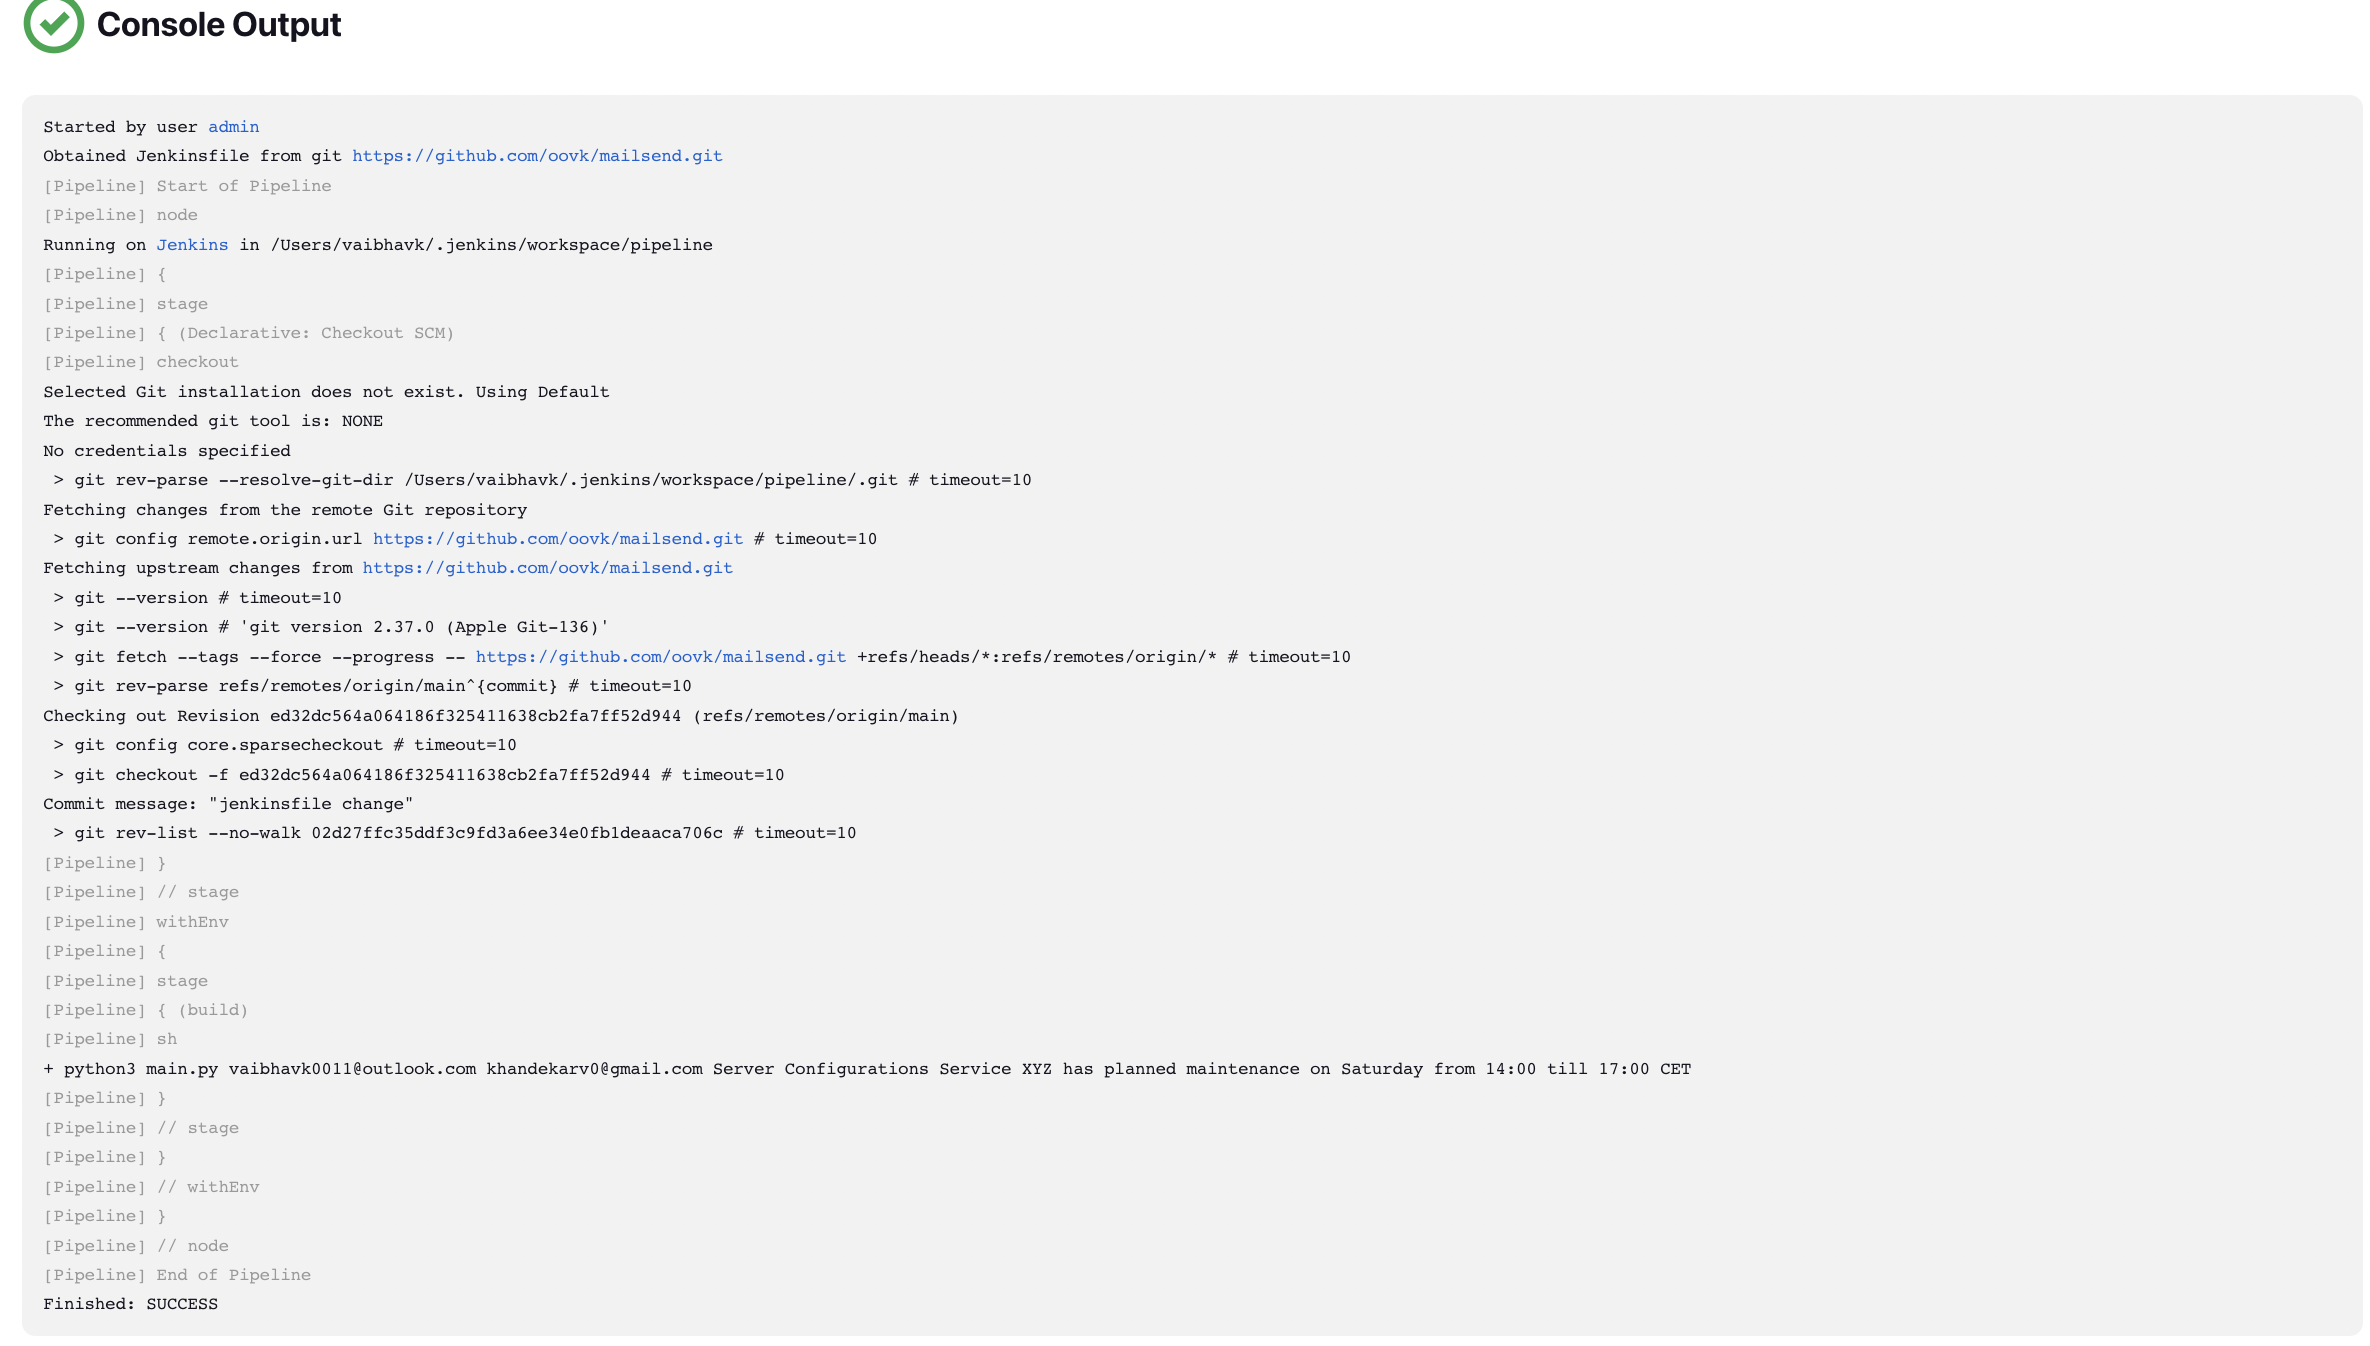 Console Output
Started by user admin
Obtained Jenkinsfile from git https://github.com/oovk/mailsend.git
[Pipeline] Start of Pipeline
[Pipeline] node
Running on Jenkins in /Users/vaibhavk/.jenkins/workspace/pipeline
[Pipeline] {
[Pipeline] stage
[Pipeline] { (Declarative: Checkout SCM)
[Pipeline] checkout
Selected Git installation does not exist. Using Default
The recommended git tool is: NONE
No credentials specified
 > git rev-parse --resolve-git-dir /Users/vaibhavk/.jenkins/workspace/pipeline/.git # timeout=10
Fetching changes from the remote Git repository
 > git config remote.origin.url https://github.com/oovk/mailsend.git # timeout=10
Fetching upstream changes from https://github.com/oovk/mailsend.git
 > git --version # timeout=10
 > git --version # 'git version 2.37.0 (Apple Git-136)'
 > git fetch --tags --force --progress -- https://github.com/oovk/mailsend.git +refs/heads/*:refs/remotes/origin/* # timeout=10
 > git rev-parse refs/remotes/origin/main^{commit} # timeout=10
Checking out Revision ed32dc564a064186f325411638cb2fa7ff52d944 (refs/remotes/origin/main)
 > git config core.sparsecheckout # timeout=10
 > git checkout -f ed32dc564a064186f325411638cb2fa7ff52d944 # timeout=10
Commit message: "jenkinsfile change"
 > git rev-list --no-walk 02d27ffc35ddf3c9fd3a6ee34e0fb1deaaca706c # timeout=10
[Pipeline] }
[Pipeline] // stage
[Pipeline] withEnv
[Pipeline] {
[Pipeline] stage
[Pipeline] { (build)
[Pipeline] sh
+ python3 main.py vaibhavk0011@outlook.com khandekarv0@gmail.com Server Configurations Service XYZ has planned maintenance on Saturday from 14:00 till 17:00 CET
[Pipeline] }
[Pipeline] // stage
[Pipeline] }
[Pipeline] // withEnv
[Pipeline] }
[Pipeline] // node
[Pipeline] End of Pipeline
Finished: SUCCESS